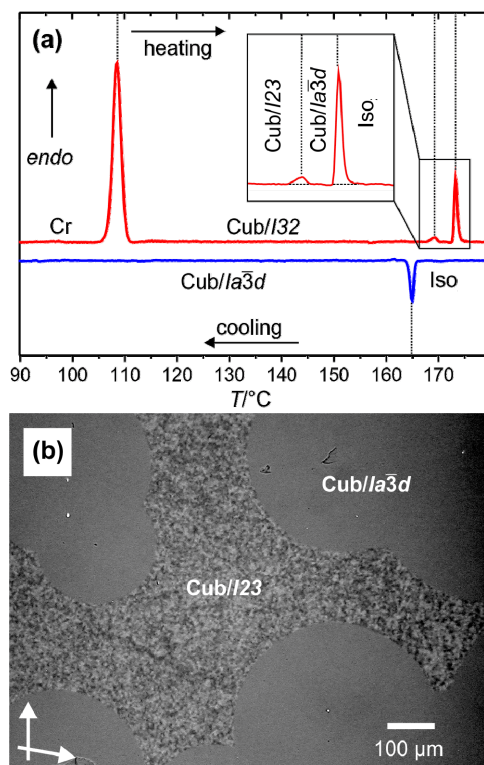 (a)
heating
endo
Cub/I23
Cub/Ia3̅d
Iso
Cr
Cub/I32
Cub/Ia3̅d
Iso
cooling
90 100 110 120 130 140 150 160 170
T/°C
(b)
Cub/Ia3̅d
Cub/I23
100 µm